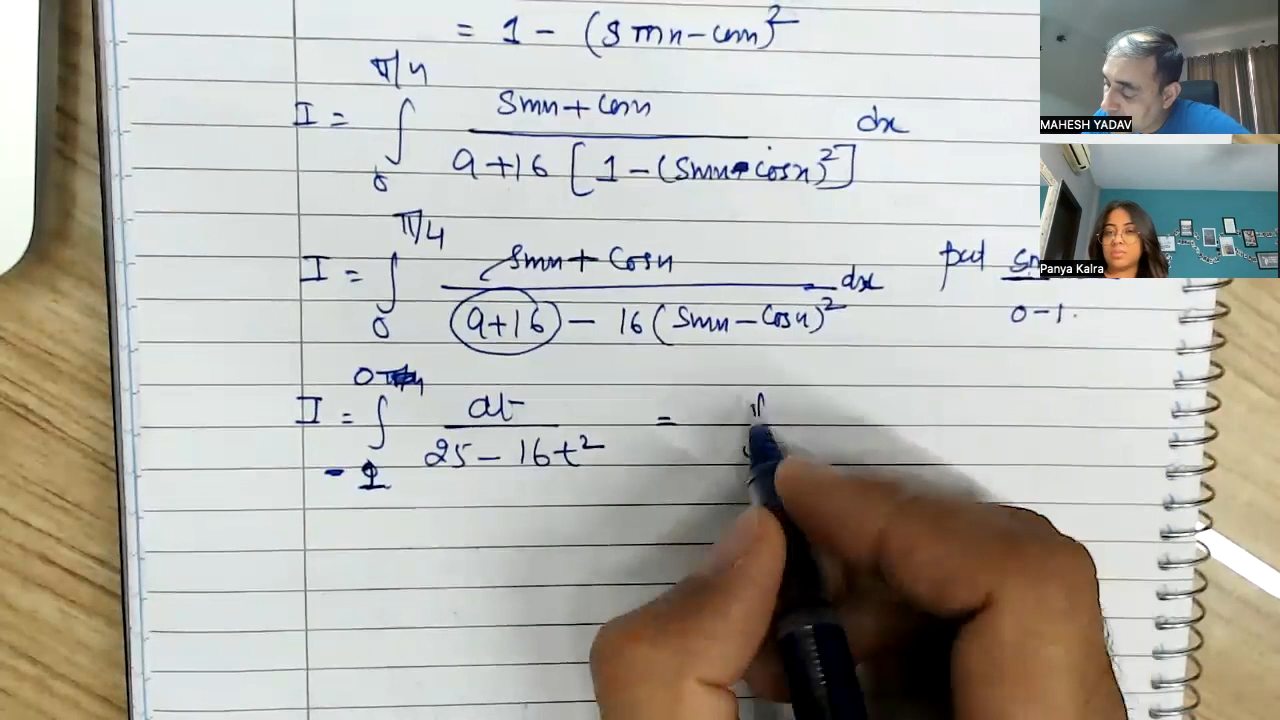 = 1 - (sinx - cosx)²
I = ∫₀^π/4 sinx + cosx / 9+16 [1-(sinx-cosx)²] dx
MAHESH YADAV
I = ∫₀^π/4 sinx + cosx / (9+16) - 16(sinx - cosx)² dx put
Panya Kalra
0-1.
I = ∫₋₁^0 dt / 25 - 16t² =